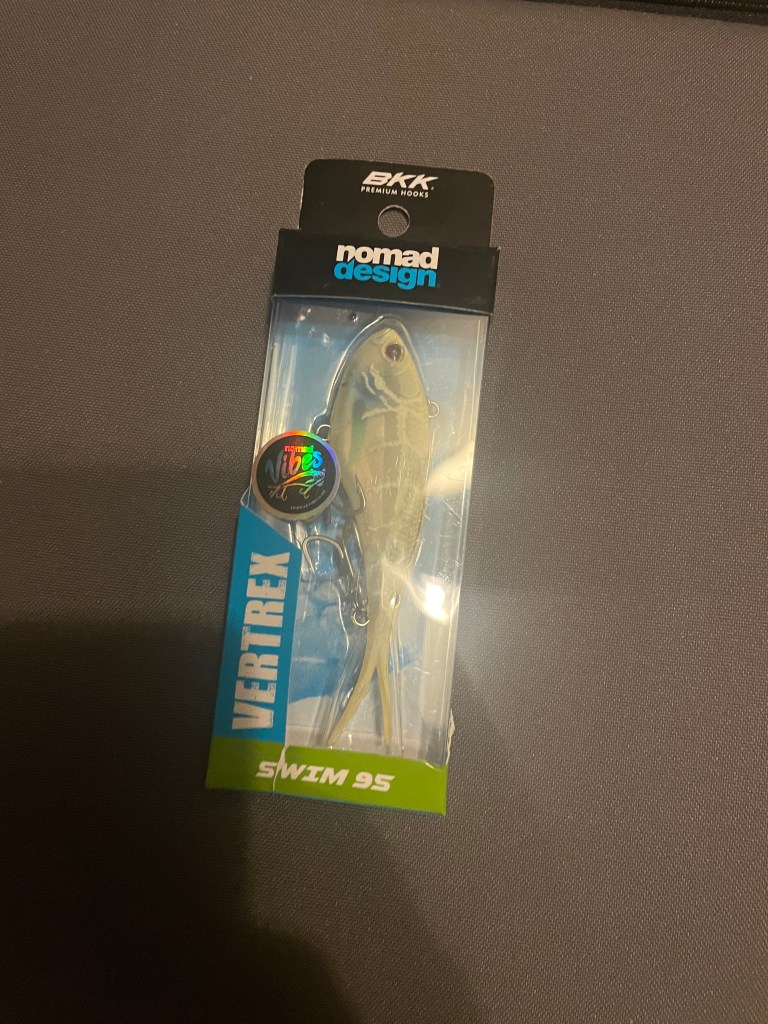 BKK
PREMIUM HOOKS
nomad
design
nomad
Vibes
VERTREX
SWIM 95